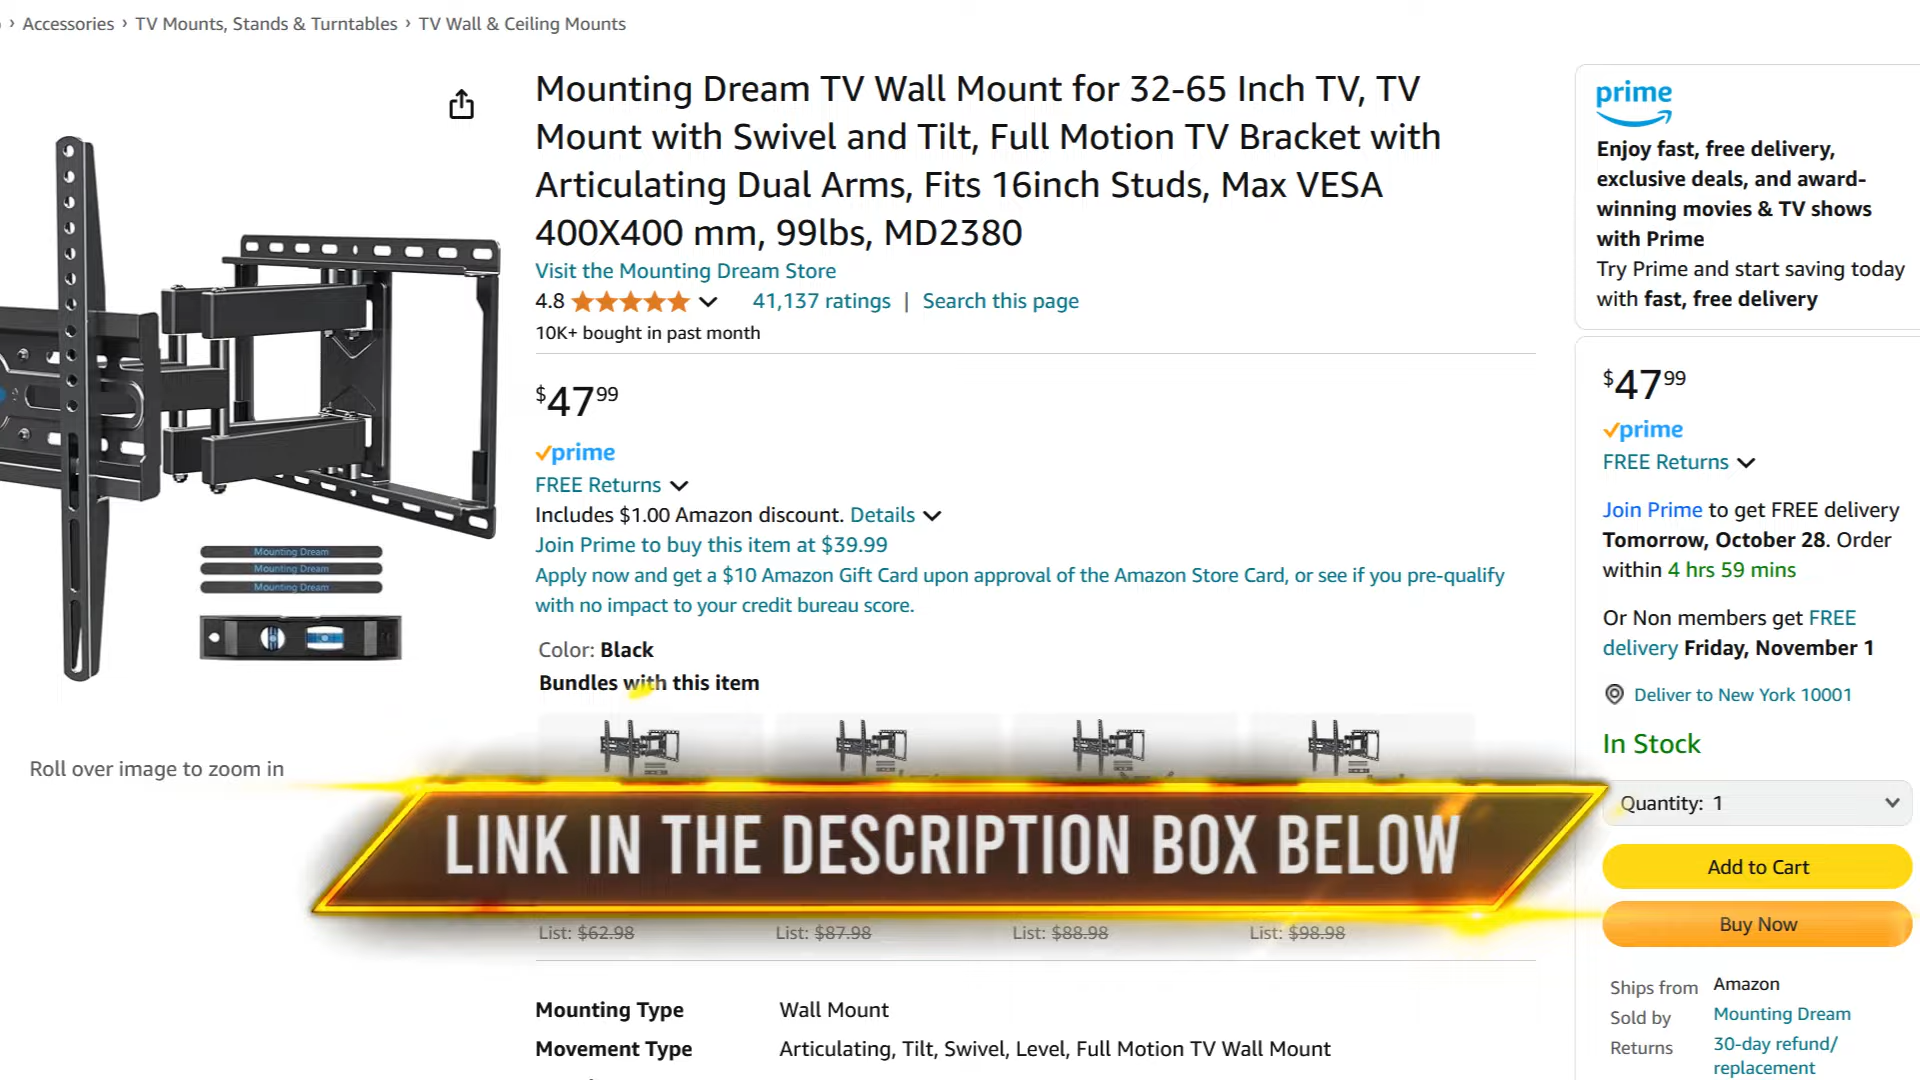 › Accessories › TV Mounts, Stands & Turntables › TV Wall & Ceiling Mounts
Mounting Dream TV Wall Mount for 32-65 Inch TV, TV
Mount with Swivel and Tilt, Full Motion TV Bracket with
Articulating Dual Arms, Fits 16inch Studs, Max VESA
400X400 mm, 99lbs, MD2380
Visit the Mounting Dream Store
4.8 41,137 ratings | Search this page
10K+ bought in past month
$47.99
prime
FREE Returns
Includes $1.00 Amazon discount. Details
Join Prime to buy this item at $39.99
Apply now and get a $10 Amazon Gift Card upon approval of the Amazon Store Card, or see if you pre-qualify
with no impact to your credit bureau score.
Color: Black
Bundles with this item
Mounting Dream
Mounting Dream
Mounting Dream
Roll over image to zoom in
LINK IN THE DESCRIPTION BOX BELOW
List: $62.98 List: $87.98 List: $88.98 List: $98.98
Mounting Type Wall Mount
Movement Type Articulating, Tilt, Swivel, Level, Full Motion TV Wall Mount
prime
Enjoy fast, free delivery,
exclusive deals, and award-
winning movies & TV shows
with Prime
Try Prime and start saving today
with fast, free delivery
$47.99
prime
FREE Returns
Join Prime to get FREE delivery
Tomorrow, October 28. Order
within 4 hrs 59 mins
Or Non members get FREE
delivery Friday, November 1
Deliver to New York 10001
In Stock
Quantity: 1
Add to Cart
Buy Now
Ships from Amazon
Sold by Mounting Dream
Returns 30-day refund/
replacement